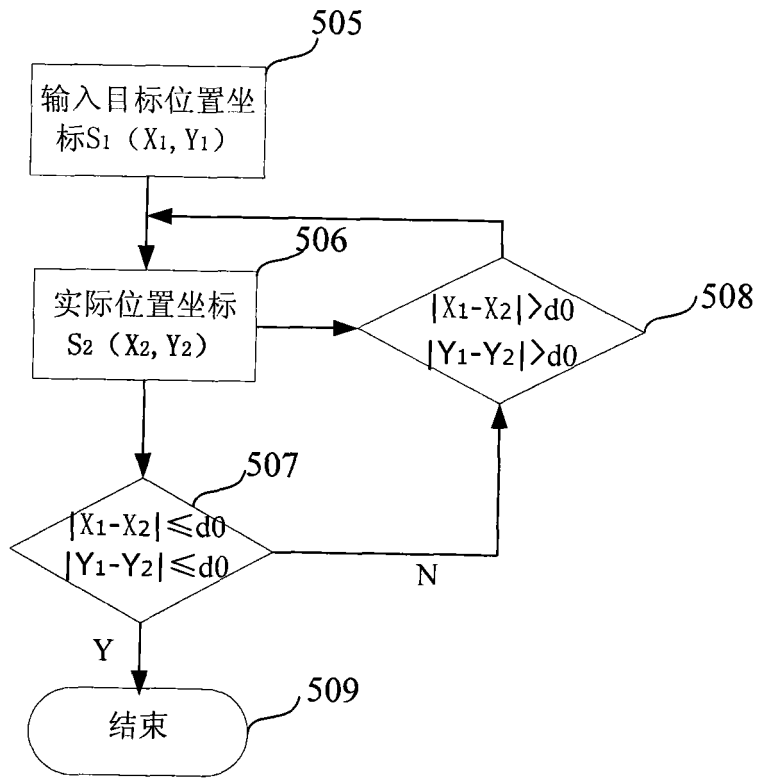 505
输入目标位置坐
标S1（X1, Y1）
506
实际位置坐标
S2（X2, Y2）
|X1-X2|>d0
|Y1-Y2|>d0
508
507
|X1-X2|≤d0
|Y1-Y2|≤d0
N
Y
509
结束